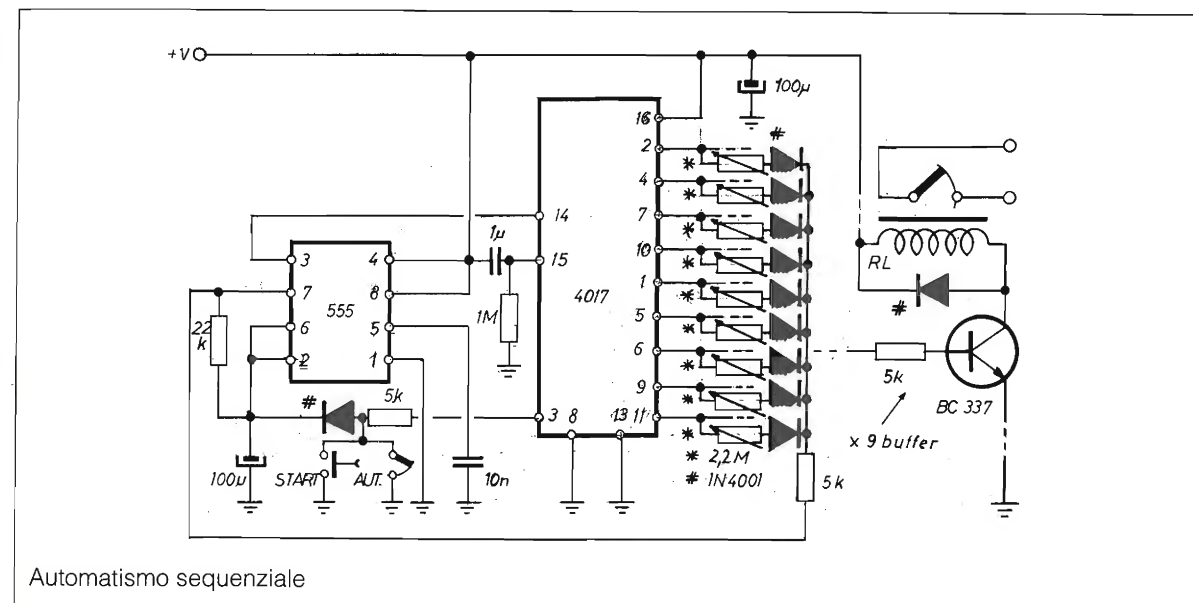 +V
100µ
16
#
2
*
4
*
7
*
14
10
*
1µ
RL
3
4
15
4017
1
*
7
8
555
1M
5
*
#
22
k
6
5
6
*
5k
2
1
9
*
BC 337
#
5k
3
8
13
11
*
x 9 buffer
100µ
START
AUT.
10n
* 2,2M
# 1N4001
5k
Automatismo sequenziale